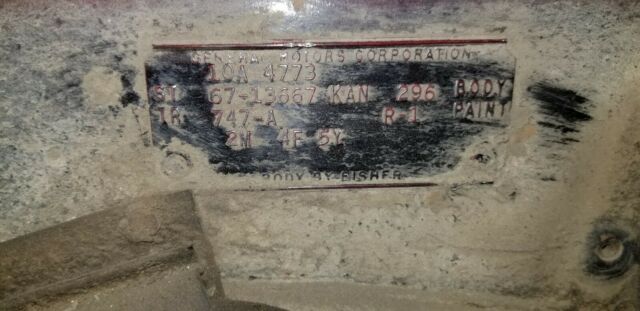 GENERAL MOTORS CORPORATION
10A 4773
ST 67-13667 KAN 296 BODY
TR 747-A R-1 PAINT
2M 4F 5Y
BODY BY FISHER